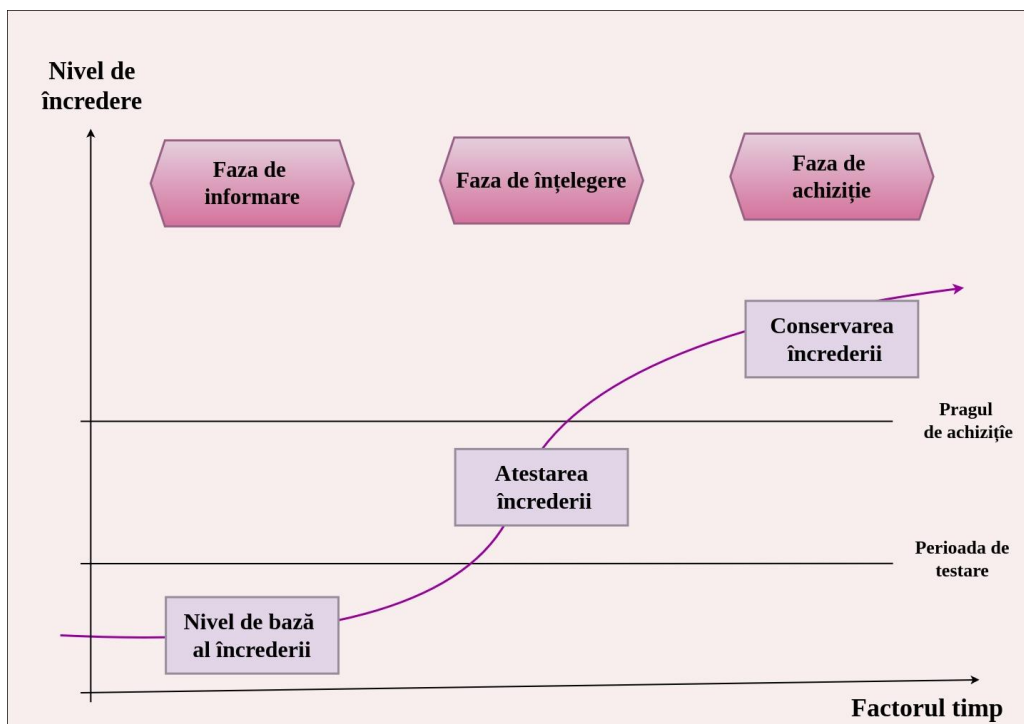 Nivel de
încredere
Faza de
informare
Faza de înțelegere
Faza de
achiziție
Conservarea
încrederii
Pragul
de achizițîe
Atestarea
încrederii
Perioada de
testare
Nivel de bază
al încrederii
Factorul timp